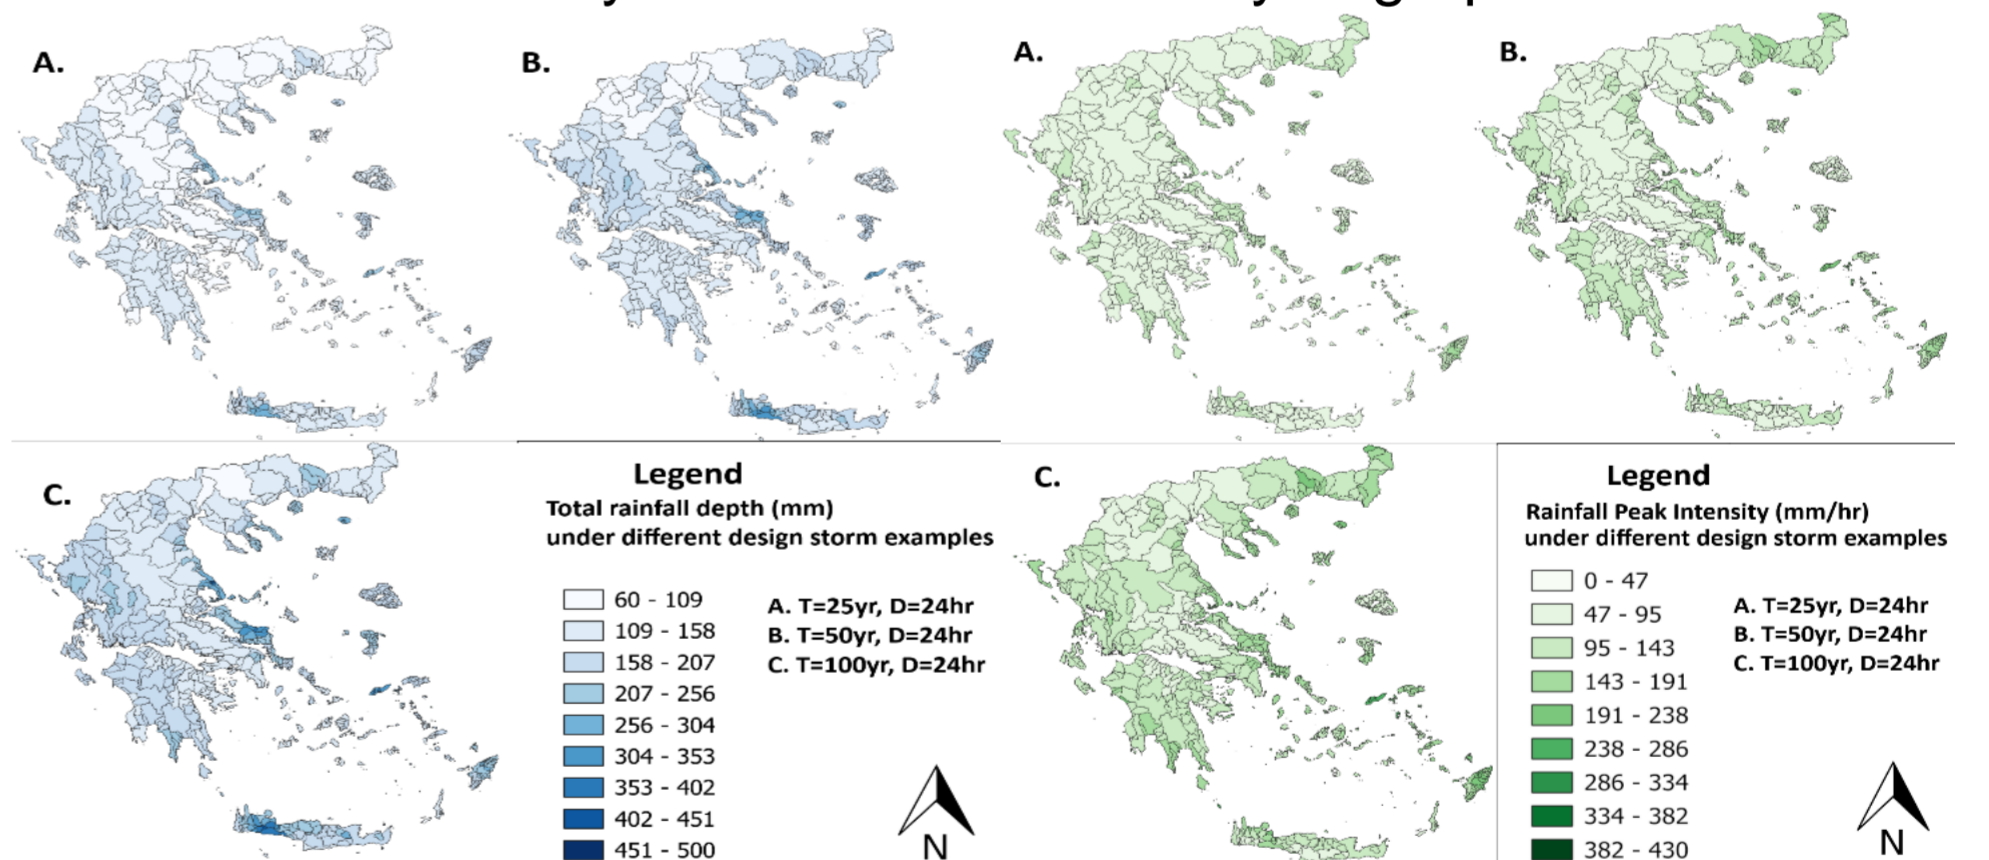 A.
B.
A.
B.
C.
Legend
Total rainfall depth (mm)
under different design storm examples
60 - 109
109 - 158
158 - 207
207 - 256
256 - 304
304 - 353
353 - 402
402 - 451
451 - 500
A. T=25yr, D=24hr
B. T=50yr, D=24hr
C. T=100yr, D=24hr
N
C.
Legend
Rainfall Peak Intensity (mm/hr)
under different design storm examples
0 - 47
47 - 95
95 - 143
143 - 191
191 - 238
238 - 286
286 - 334
334 - 382
382 - 430
A. T=25yr, D=24hr
B. T=50yr, D=24hr
C. T=100yr, D=24hr
N